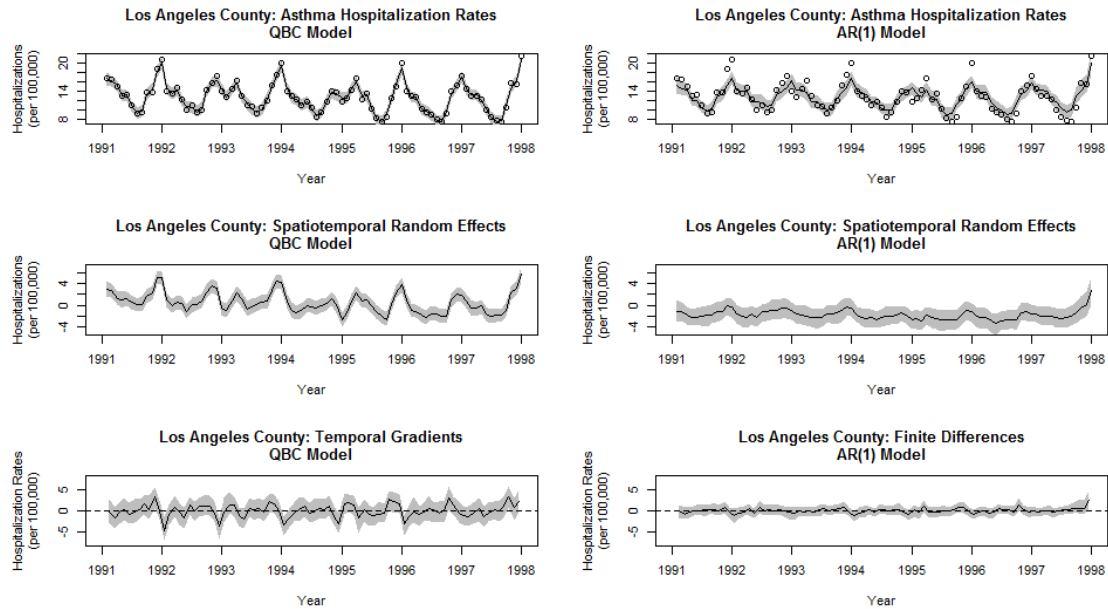 Los Angeles County: Asthma Hospitalization Rates
QBC Model
Hospitalizations
(per 100,000)
20
14
8
1991 1992 1993 1994 1995 1996 1997 1998
Year
Los Angeles County: Asthma Hospitalization Rates
AR(1) Model
Hospitalizations
(per 100,000)
20
14
8
1991 1992 1993 1994 1995 1996 1997 1998
Year
Los Angeles County: Spatiotemporal Random Effects
QBC Model
Hospitalizations
(per 100,000)
4
0
-4
1991 1992 1993 1994 1995 1996 1997 1998
Year
Los Angeles County: Spatiotemporal Random Effects
AR(1) Model
Hospitalizations
(per 100,000)
4
0
-4
1991 1992 1993 1994 1995 1996 1997 1998
Year
Los Angeles County: Temporal Gradients
QBC Model
Hospitalization Rates
(per 100,000)
5
0
-5
1991 1992 1993 1994 1995 1996 1997 1998
Year
Los Angeles County: Finite Differences
AR(1) Model
Hospitalization Rates
(per 100,000)
5
0
-5
1991 1992 1993 1994 1995 1996 1997 1998
Year